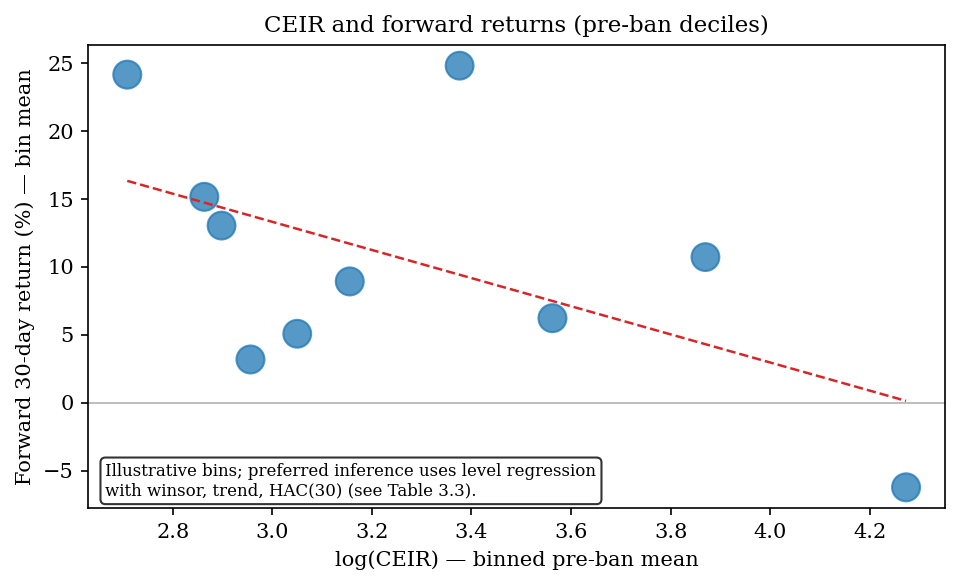 CEIR and forward returns (pre-ban deciles)
Forward 30-day return (%) — bin mean
25
20
15
10
5
0
−5
Illustrative bins; preferred inference uses level regression
with winsor, trend, HAC(30) (see Table 3.3).
2.8 3.0 3.2 3.4 3.6 3.8 4.0 4.2
log(CEIR) — binned pre-ban mean